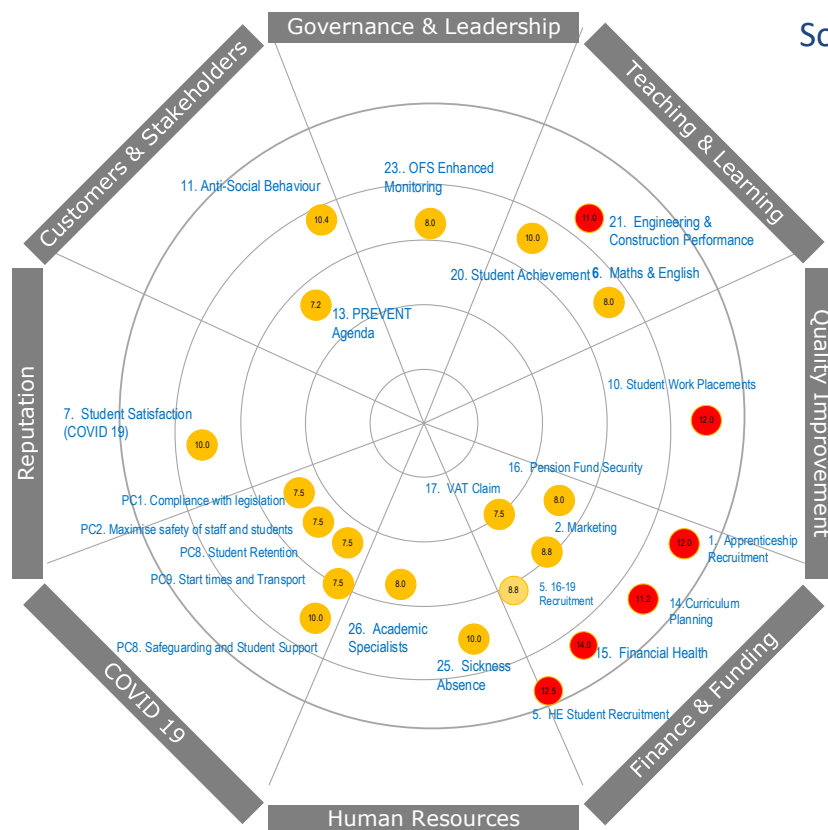 Governance & Leadership
So
Customers & Stakeholders
Teaching & Learning
23.. OFS Enhanced
Monitoring
11. Anti-Social Behaviour
10.4
8.0
10.0
11.0
21. Engineering &
Construction Performance
20. Student Achievement
6. Maths & English
7.2
8.0
13. PREVENT
Agenda
Reputation
Quality Improvement
10. Student Work Placements
12.0
7. Student Satisfaction
(COVID 19)
10.0
16. Pension Fund Security
17. VAT Claim
7.5
8.0
PC1. Compliance with legislation
7.5
2. Marketing
8.8
PC2. Maximise safety of staff and students
7.5
PC8. Student Retention
7.5
12.0
1. Apprenticeship
Recruitment
PC9. Start times and Transport
7.5
8.0
8.8
5. 16-19
Recruitment
11.2
14.Curriculum
Planning
10.0
PC8. Safeguarding and Student Support
26. Academic
Specialists
10.0
25. Sickness
Absence
14.0
15. Financial Health
12.5
5. HE Student Recruitment
COVID 19
Finance & Funding
Human Resources